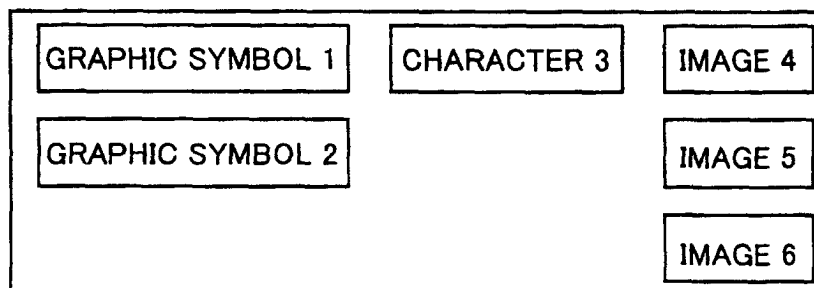 GRAPHIC SYMBOL 1
CHARACTER 3
IMAGE 4
GRAPHIC SYMBOL 2
IMAGE 5
IMAGE 6